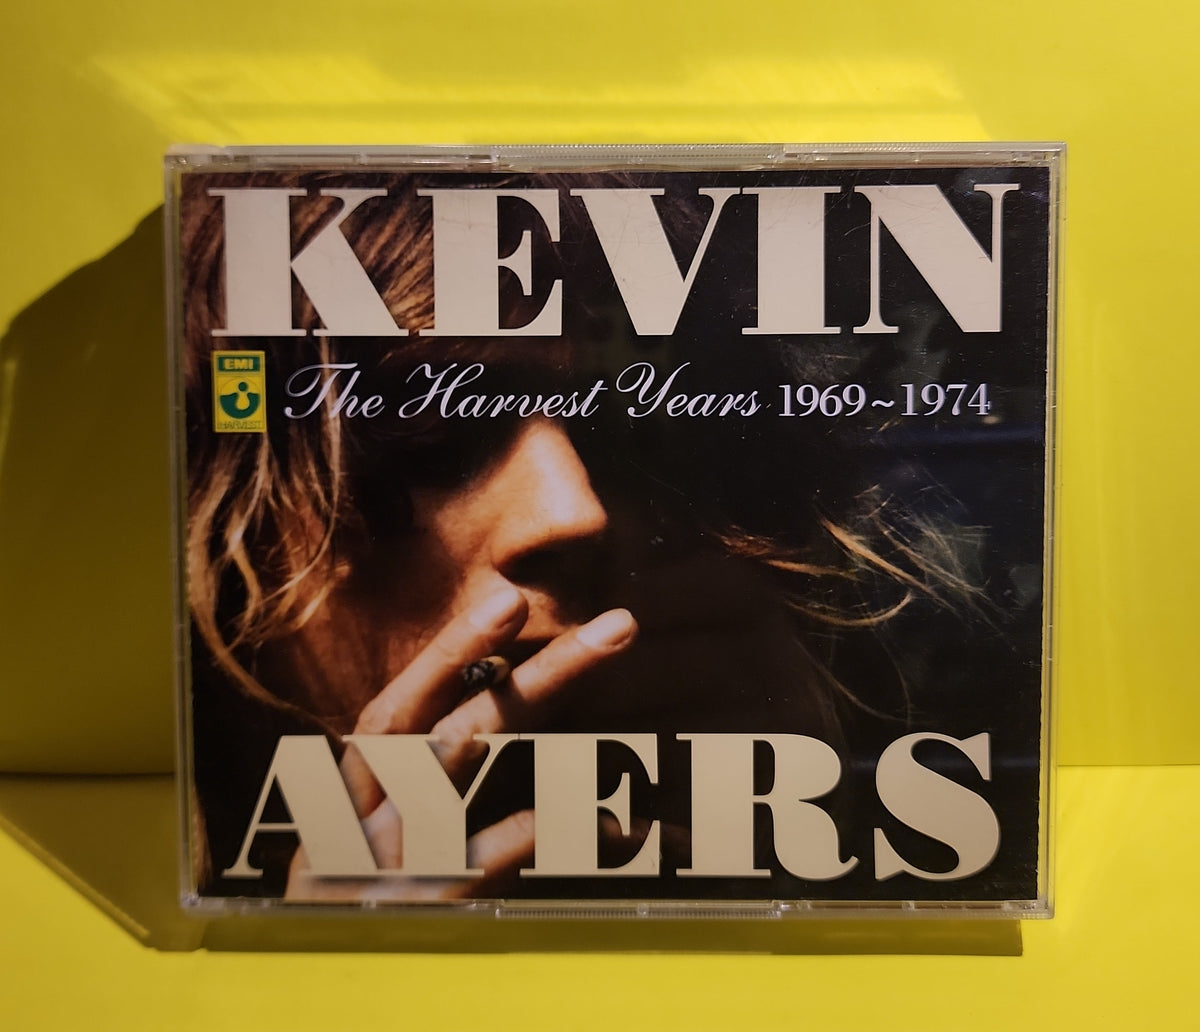 KEVIN
EMI
HARVEST
The Harvest Years 1969~1974
AYERS